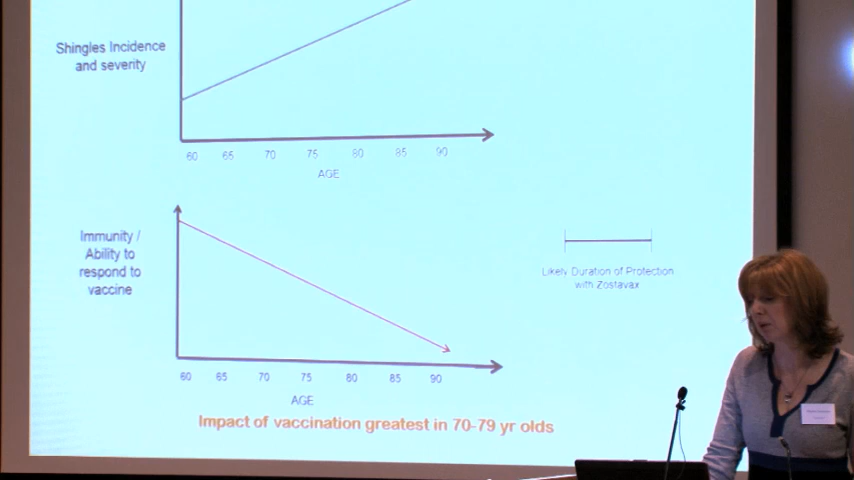 Shingles Incidence
and severity
60 65 70 75 80 85 90
AGE
Immunity /
Ability to
respond to
vaccine
Likely Duration of Protection
with Zostavax
60 65 70 75 80 85 90
AGE
Impact of vaccination greatest in 70-79 yr olds